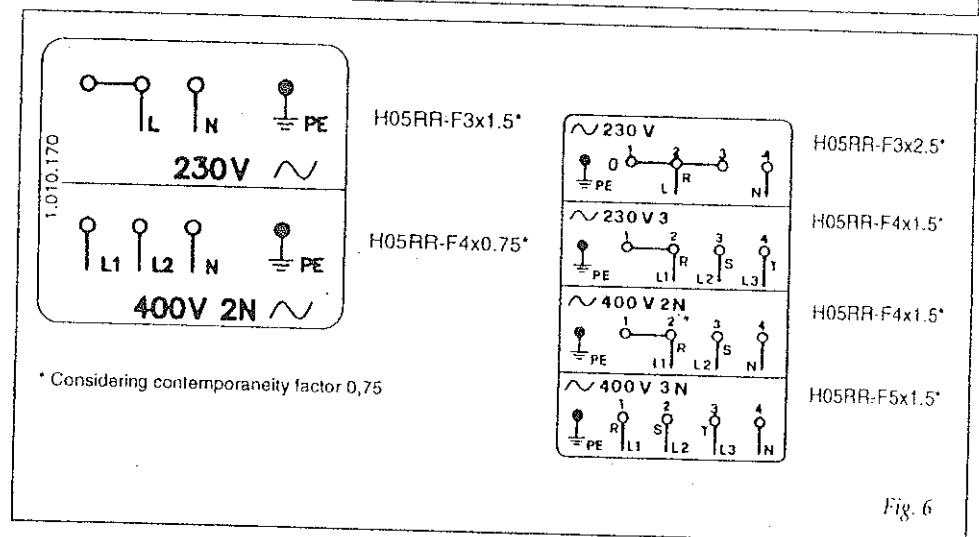 L N PE
230V ∿
H05RR-F3x1.5*
1.010.170
L1 L2 N PE
400V 2N ∿
H05RR-F4x0.75*
* Considering contemporaneity factor 0,75
∿ 230 V
1 2 3 4
0 R
PE L N
H05RR-F3x2.5*
∿ 230 V 3
1 2 3 4
R S T
PE L1 L2 L3
H05RR-F4x1.5*
∿ 400 V 2N
1 2 3 4
R S
PE L1 L2 N
H05RR-F4x1.5*
∿ 400 V 3N
1 2 3 4
R S T
PE L1 L2 L3 N
H05RR-F5x1.5*
Fig. 6